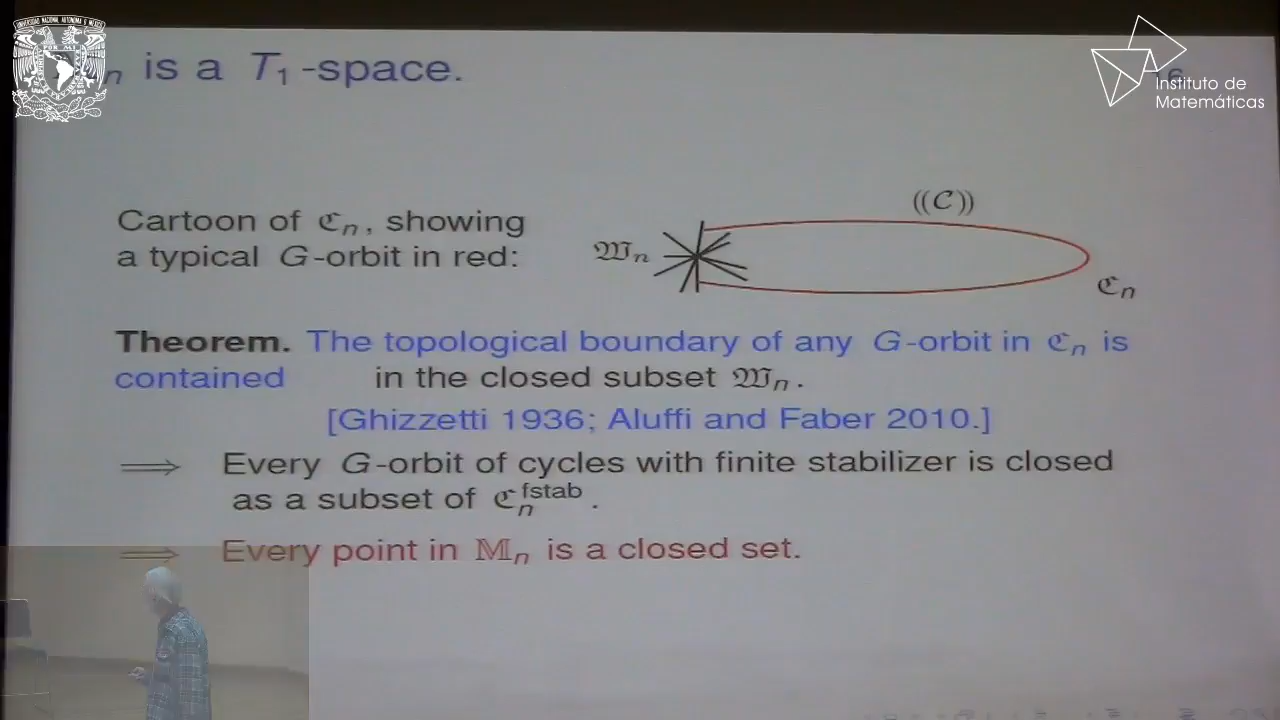 n is a T1-space.
16
Instituto de
Matemáticas
((C))
Cartoon of ℭn, showing
𝔚n
a typical G-orbit in red:
ℭn
Theorem. The topological boundary of any G-orbit in ℭn is
contained in the closed subset 𝔚n.
[Ghizzetti 1936; Aluffi and Faber 2010.]
⟹ Every G-orbit of cycles with finite stabilizer is closed
as a subset of ℭn^fstab.
⟹ Every point in 𝕄n is a closed set.